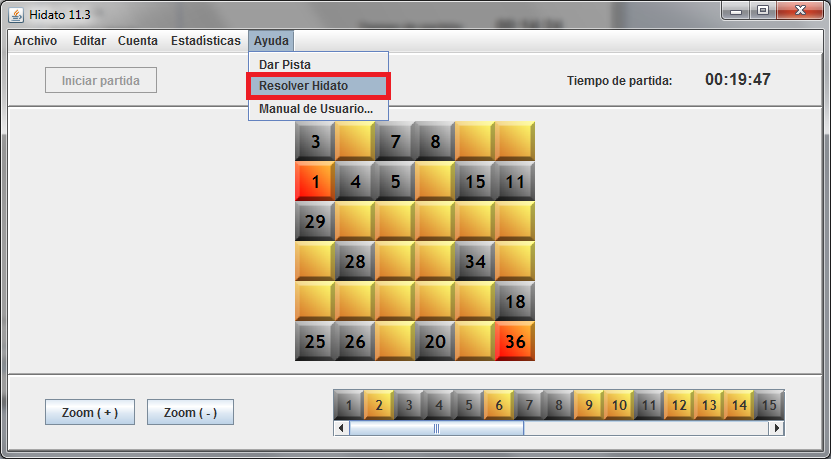 Hidato 11.3
Archivo Editar Cuenta Estadísticas Ayuda
Dar Pista
Resolver Hidato
Manual de Usuario...
Iniciar partida
Tiempo de partida: 00:19:47
3 7 8
1 4 5 15 11
29
28 34
18
25 26 20 36
Zoom ( + ) Zoom ( - )
1 2 3 4 5 6 7 8 9 10 11 12 13 14 15